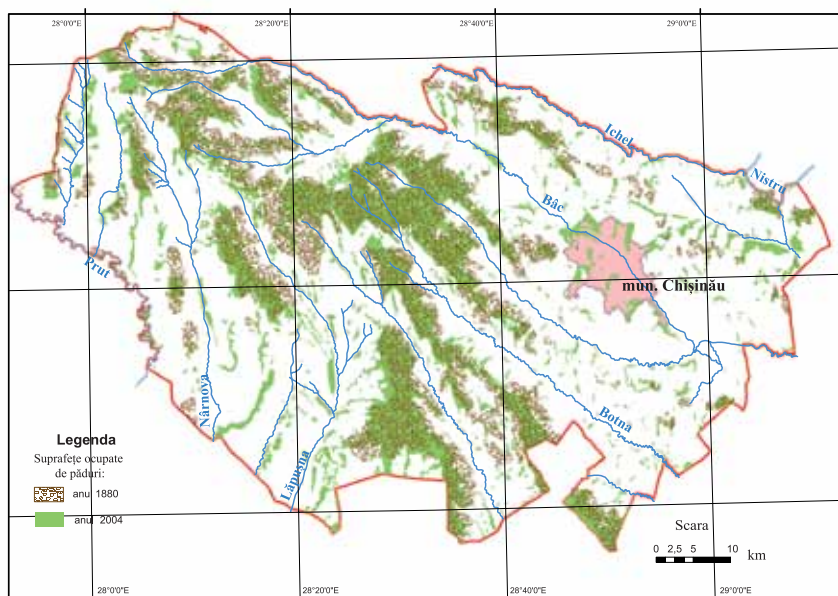 28°0'0"E 28°20'0"E 28°40'0"E 29°0'0"E
Ichel
Nistru
Bâc
Prut
mun. Chișinău
Nârnova
Botna
Lăpușna
Legenda
Suprafețe ocupate
de păduri:
anu 1880
anul 2004
Scara
0 2,5 5 10 km
28°0'0"E 28°20'0"E 28°40'0"E 29°0'0"E